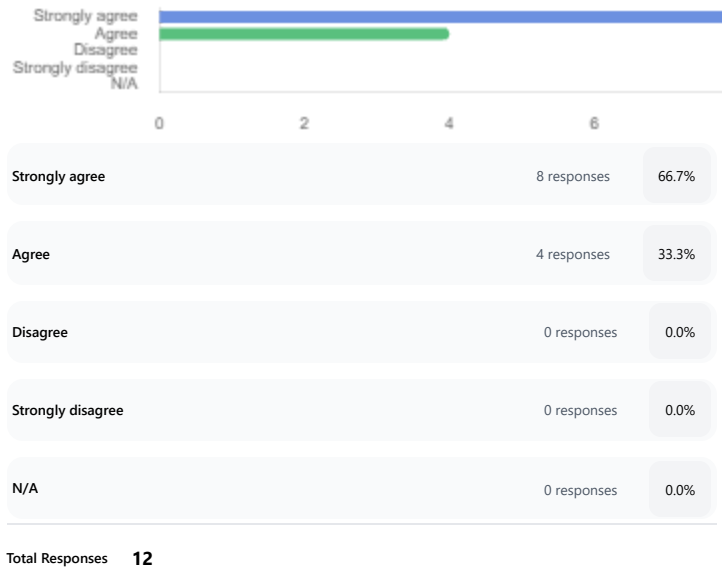 Strongly agree
Agree
Disagree
Strongly disagree
N/A
0 2 4 6
Strongly agree 8 responses 66.7%
Agree 4 responses 33.3%
Disagree 0 responses 0.0%
Strongly disagree 0 responses 0.0%
N/A 0 responses 0.0%
Total Responses 12